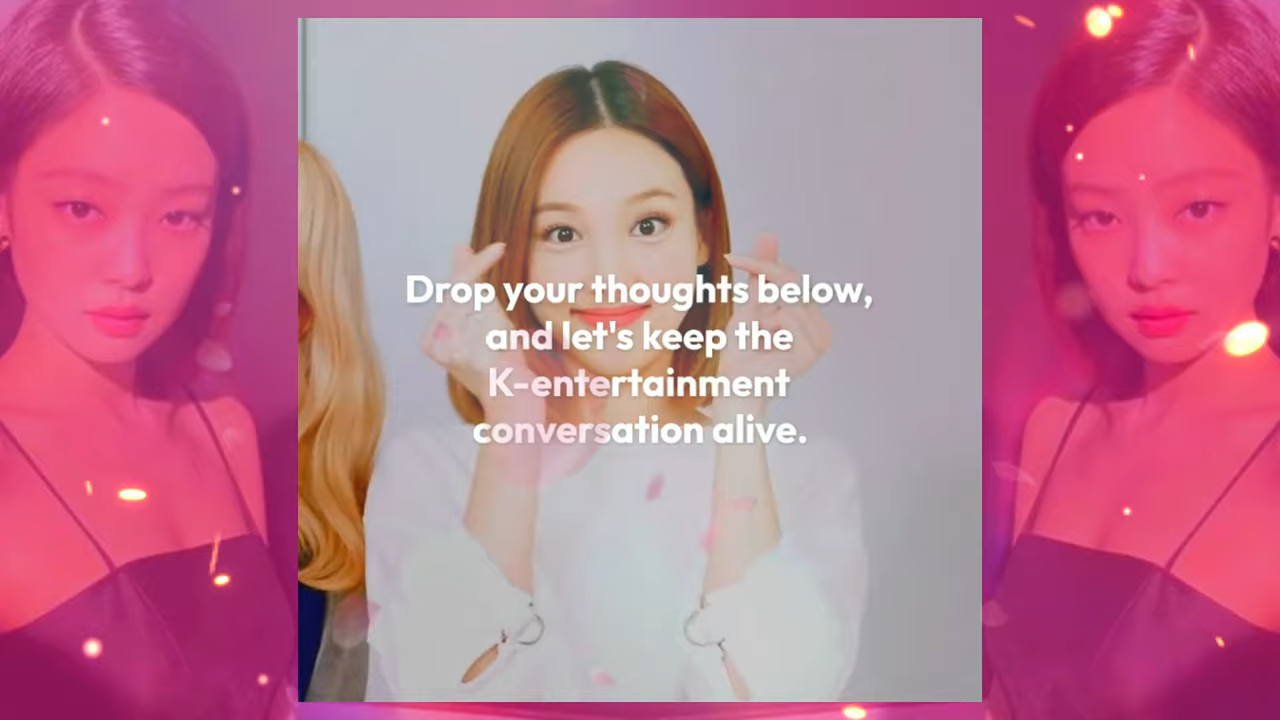 Drop your thoughts below,
and let's keep the
K-entertainment
conversation alive.